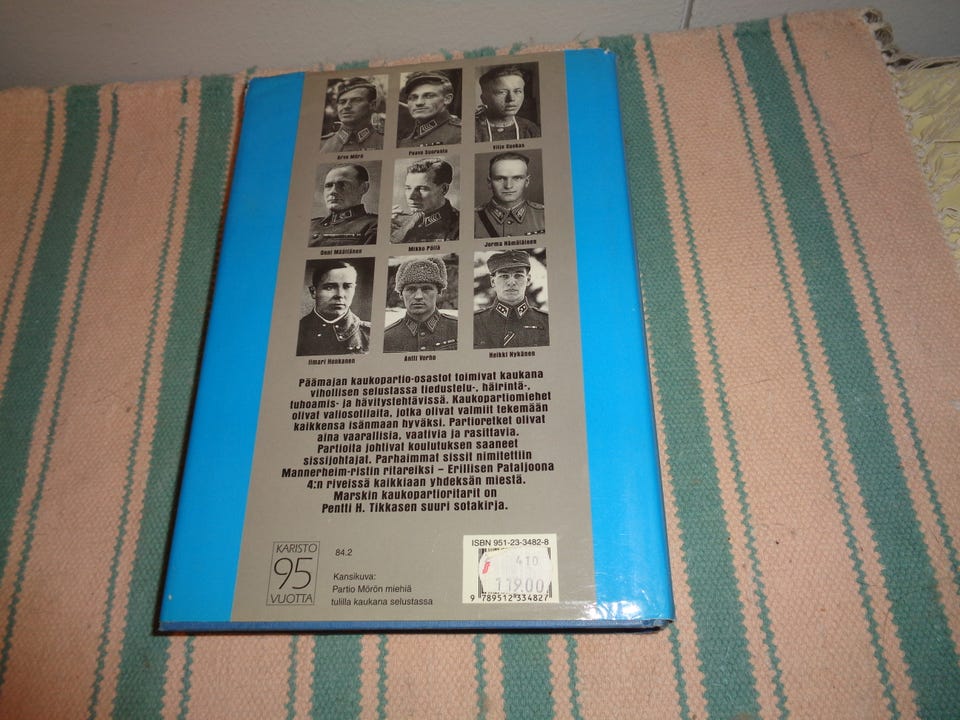 Arvo Mörö
Paavo Suoranta
Viljo Suokas
Onni Määttänen
Mikko Pöllä
Jorma Hämäläinen
Ilmari Honkanen
Antti Vorho
Heikki Nykänen
Päämajan kaukopartio-osastot toimivat kaukana
vihollisen selustassa tiedustelu-, häirintä-,
tuhoamis- ja hävitystehtävissä. Kaukopartiomiehet
olivat valiosotilaita, jotka olivat valmiit tekemään
kaikkensa isänmaan hyväksi. Partioretket olivat
aina vaarallisia, vaativia ja rasittavia.
Partioita johtivat koulutuksen saaneet
sissijohtajat. Parhaimmat sissit nimitettiin
Mannerheim-ristin ritareiksi – Erillisen Pataljoona
4:n riveissä kaikkiaan yhdeksän miestä.
Marskin kaukopartioritarit on
Pentti H. Tikkasen suuri sotakirja.
KARISTO
95
VUOTTA
84.2
Kansikuva:
Partio Mörön miehiä
tulilla kaukana selustassa
ISBN 951-23-3482-8
410
119.00
9 789512 334827